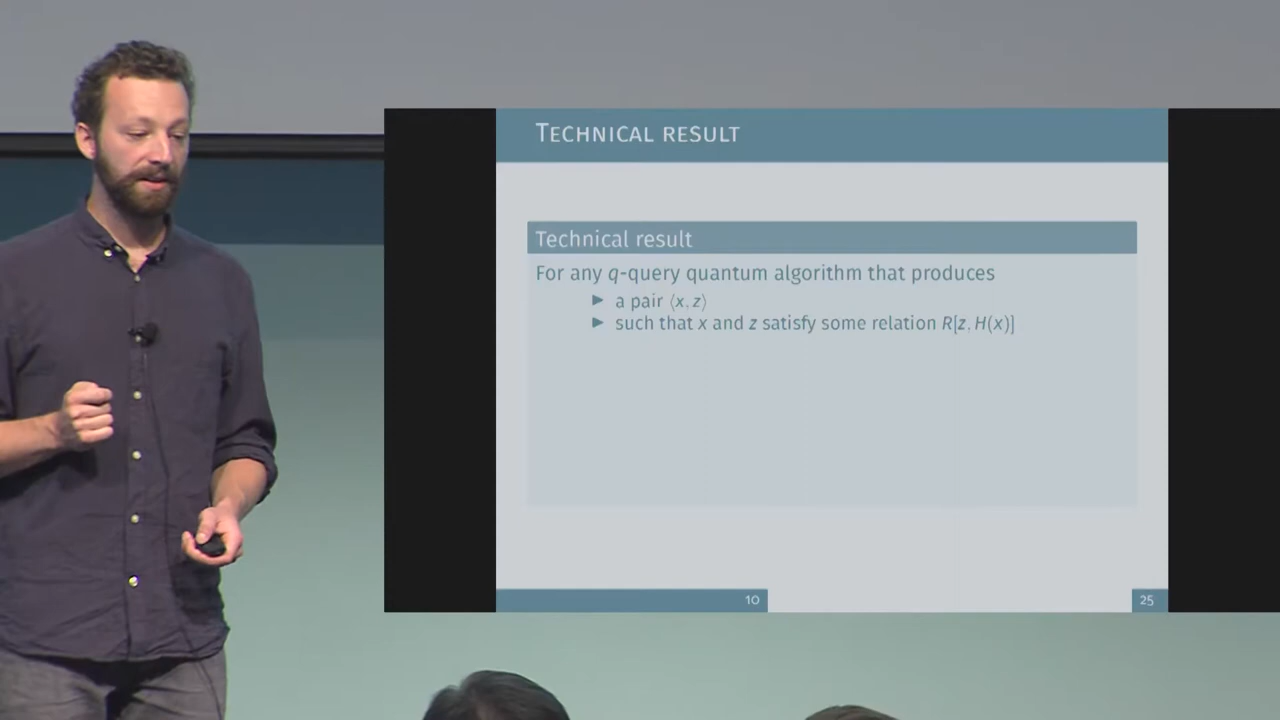 TECHNICAL RESULT
Technical result
For any q-query quantum algorithm that produces
▶ a pair ⟨x, z⟩
▶ such that x and z satisfy some relation R[z, H(x)]
10
25